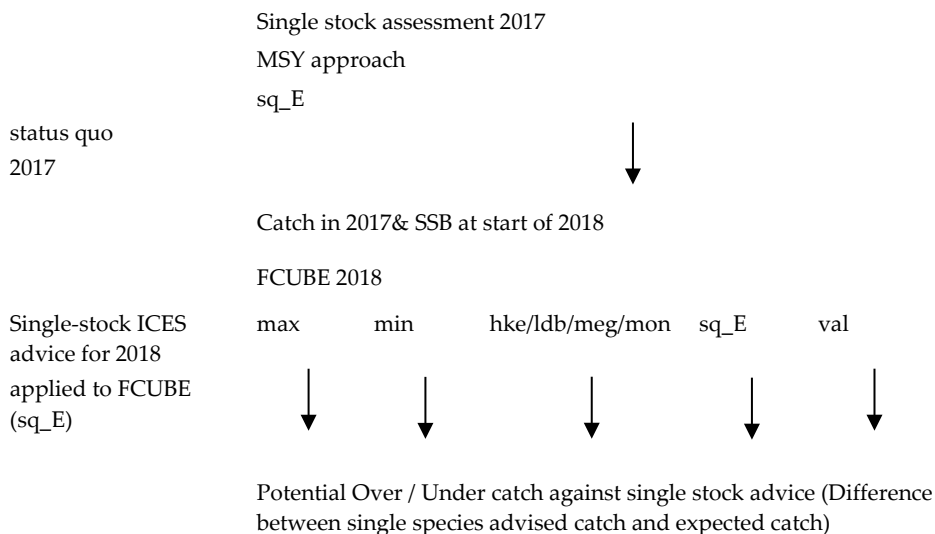 Single stock assessment 2017
MSY approach
sq_E
status quo
2017
Catch in 2017& SSB at start of 2018
FCUBE 2018
Single-stock ICES
advice for 2018
applied to FCUBE
(sq_E)
max min hke/ldb/meg/mon sq_E val
Potential Over / Under catch against single stock advice (Difference
between single species advised catch and expected catch)